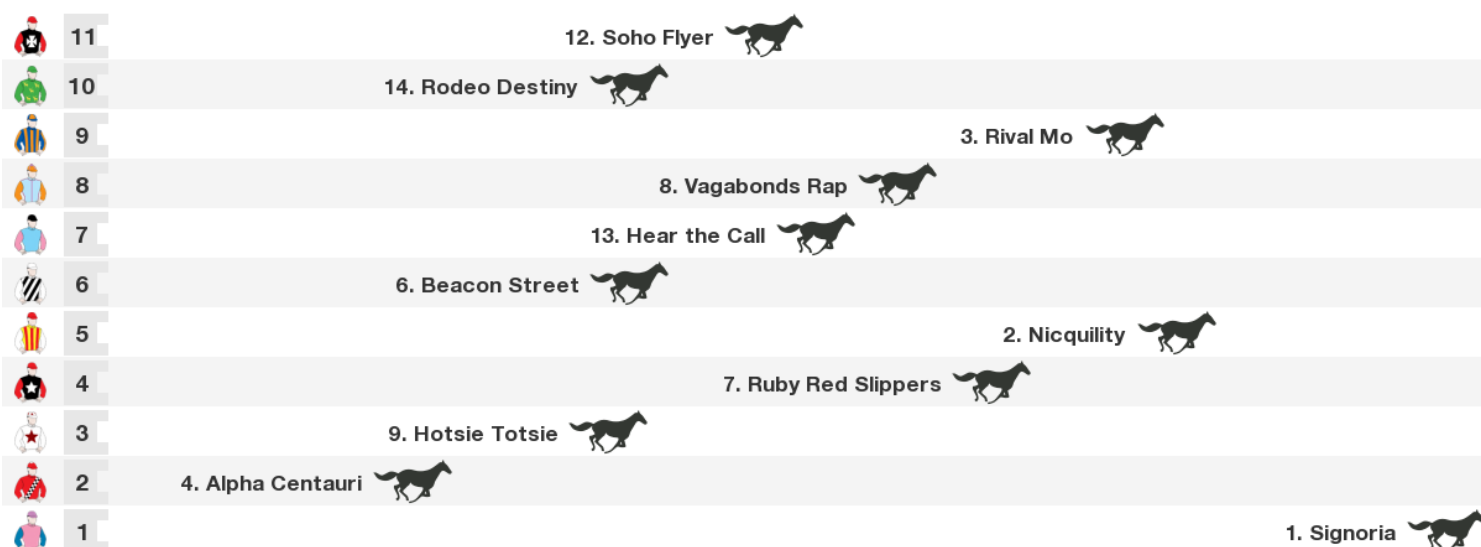 11 12. Soho Flyer
10 14. Rodeo Destiny
9 3. Rival Mo
8 8. Vagabonds Rap
7 13. Hear the Call
6 6. Beacon Street
5 2. Nicquility
4 7. Ruby Red Slippers
3 9. Hotsie Totsie
2 4. Alpha Centauri
1 1. Signoria